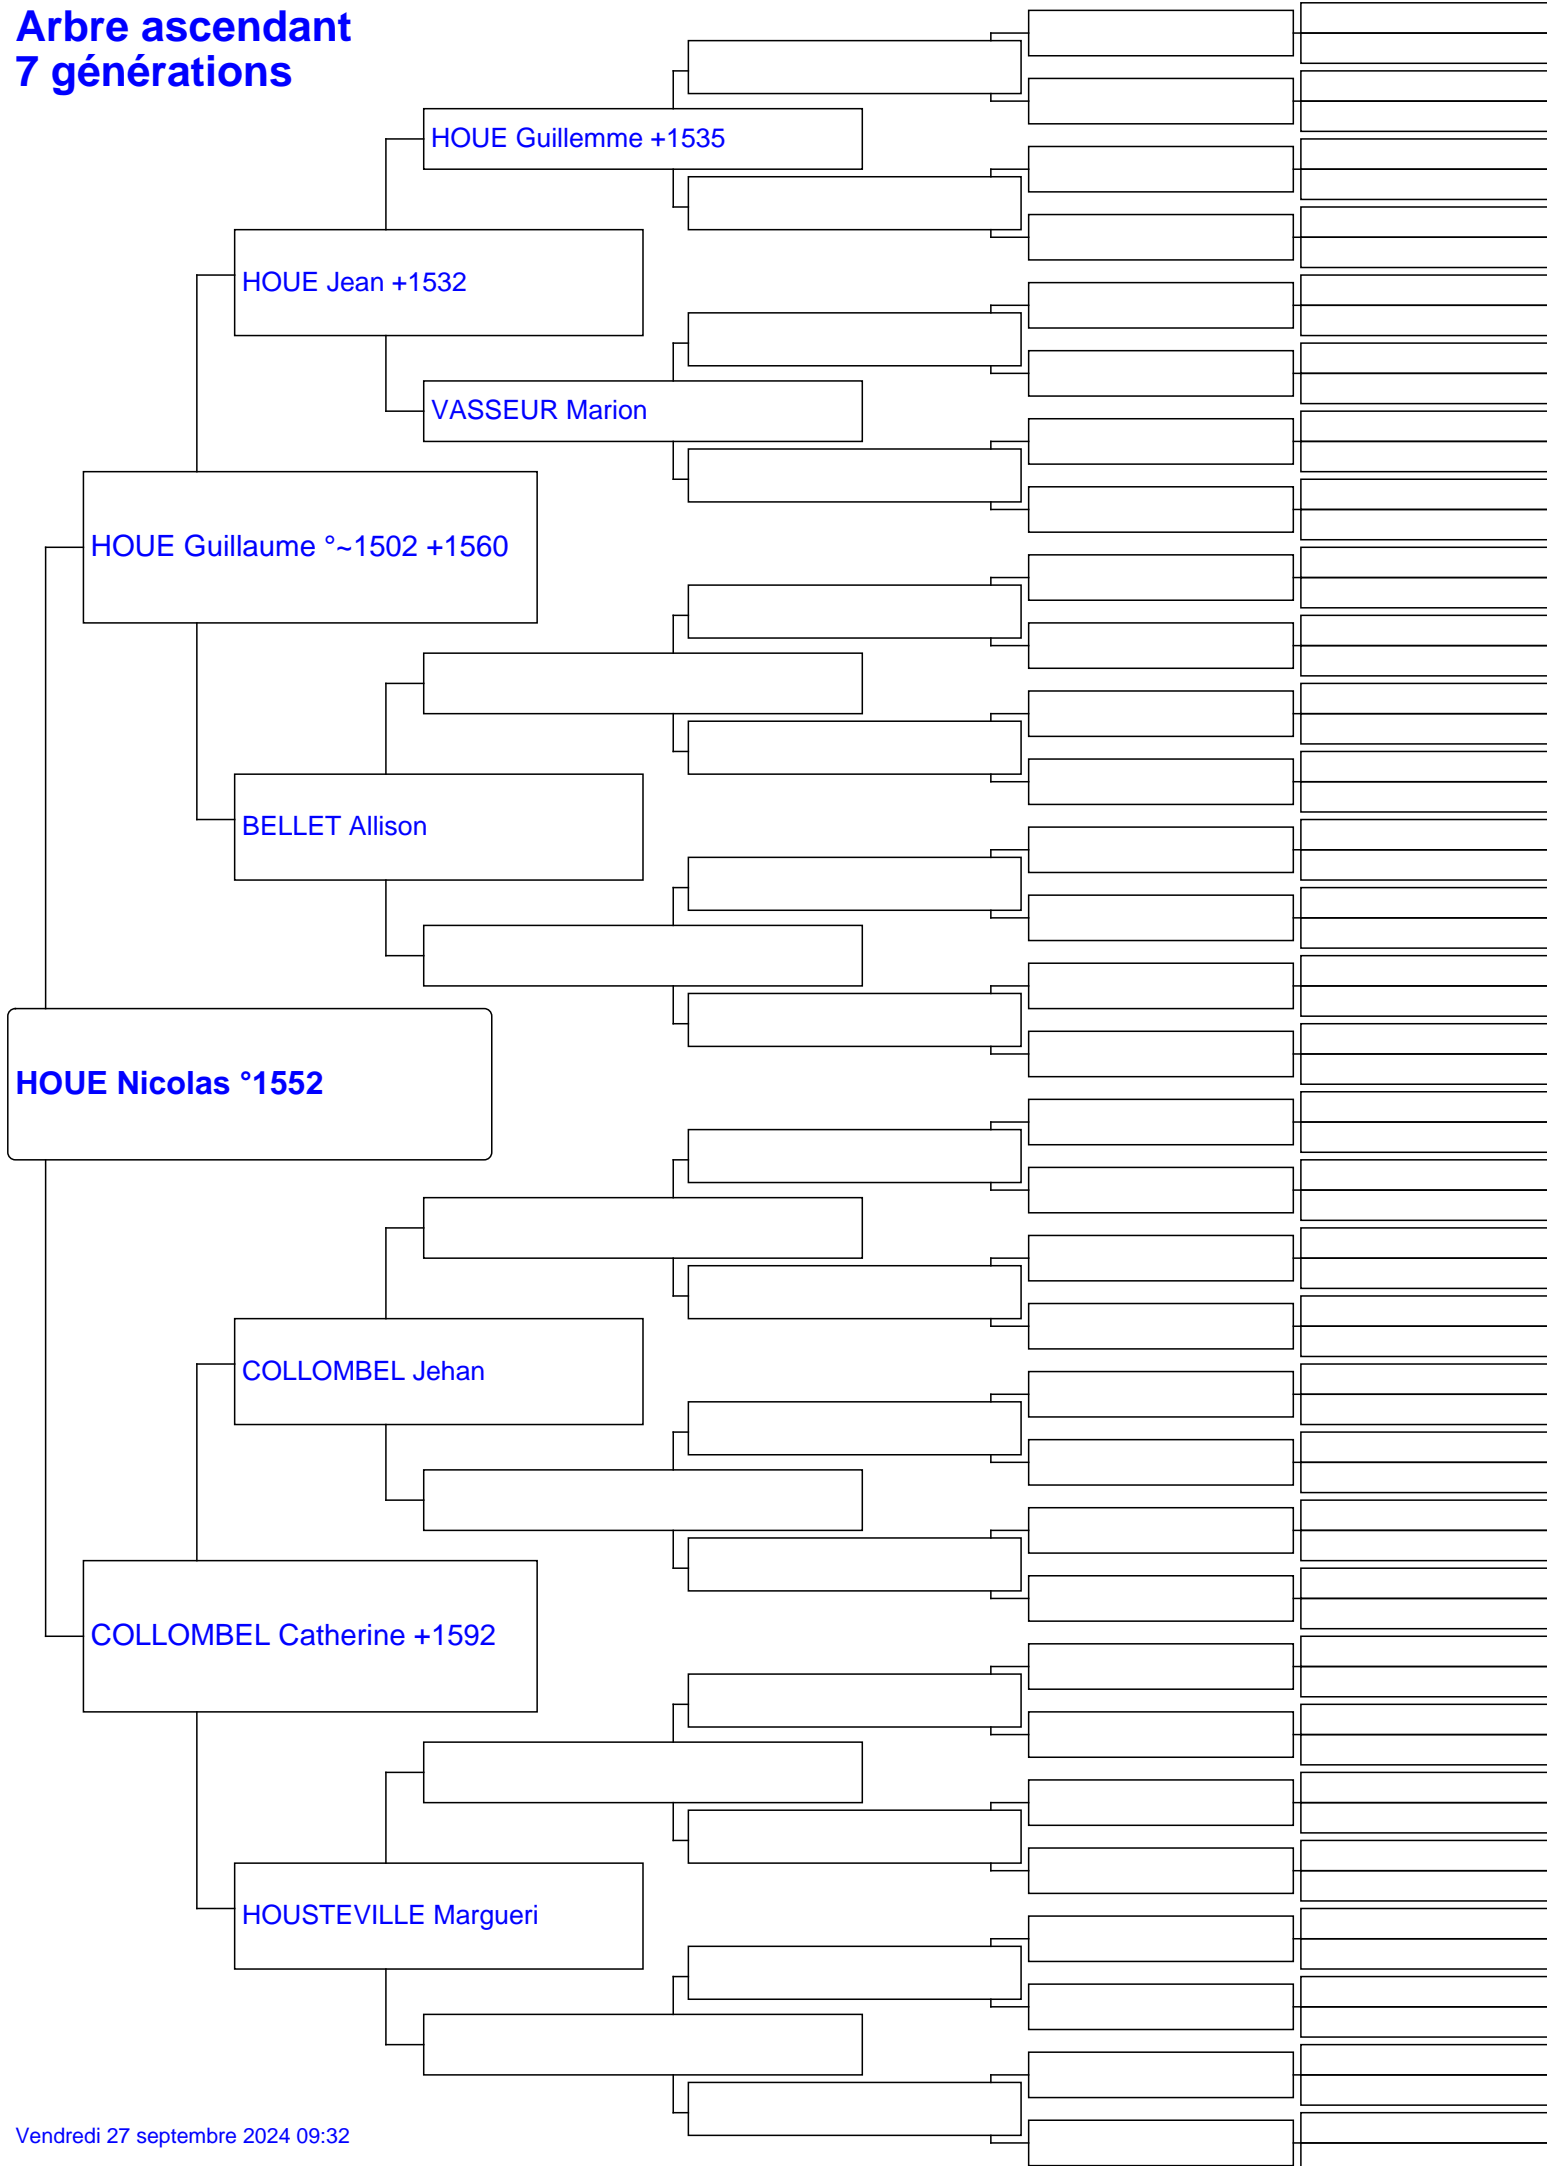 Arbre ascendant
7 générations
HOUE Guillemme +1535
HOUE Jean +1532
VASSEUR Marion
HOUE Guillaume °~1502 +1560
BELLET Allison
HOUE Nicolas °1552
COLLOMBEL Jehan
COLLOMBEL Catherine +1592
HOUSTEVILLE Margueri
Vendredi 27 septembre 2024 09:32